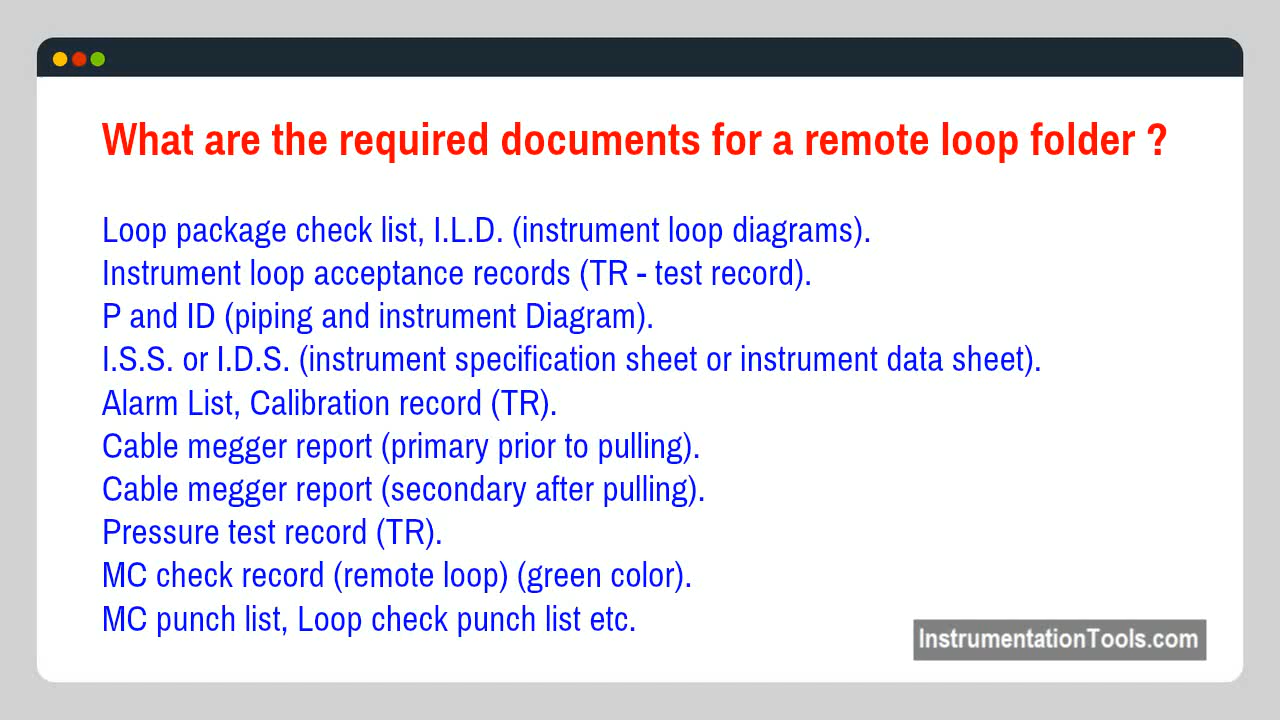 What are the required documents for a remote loop folder ?
Loop package check list, I.L.D. (instrument loop diagrams).
Instrument loop acceptance records (TR - test record).
P and ID (piping and instrument Diagram).
I.S.S. or I.D.S. (instrument specification sheet or instrument data sheet).
Alarm List, Calibration record (TR).
Cable megger report (primary prior to pulling).
Cable megger report (secondary after pulling).
Pressure test record (TR).
MC check record (remote loop) (green color).
MC punch list, Loop check punch list etc.
InstrumentationTools.com